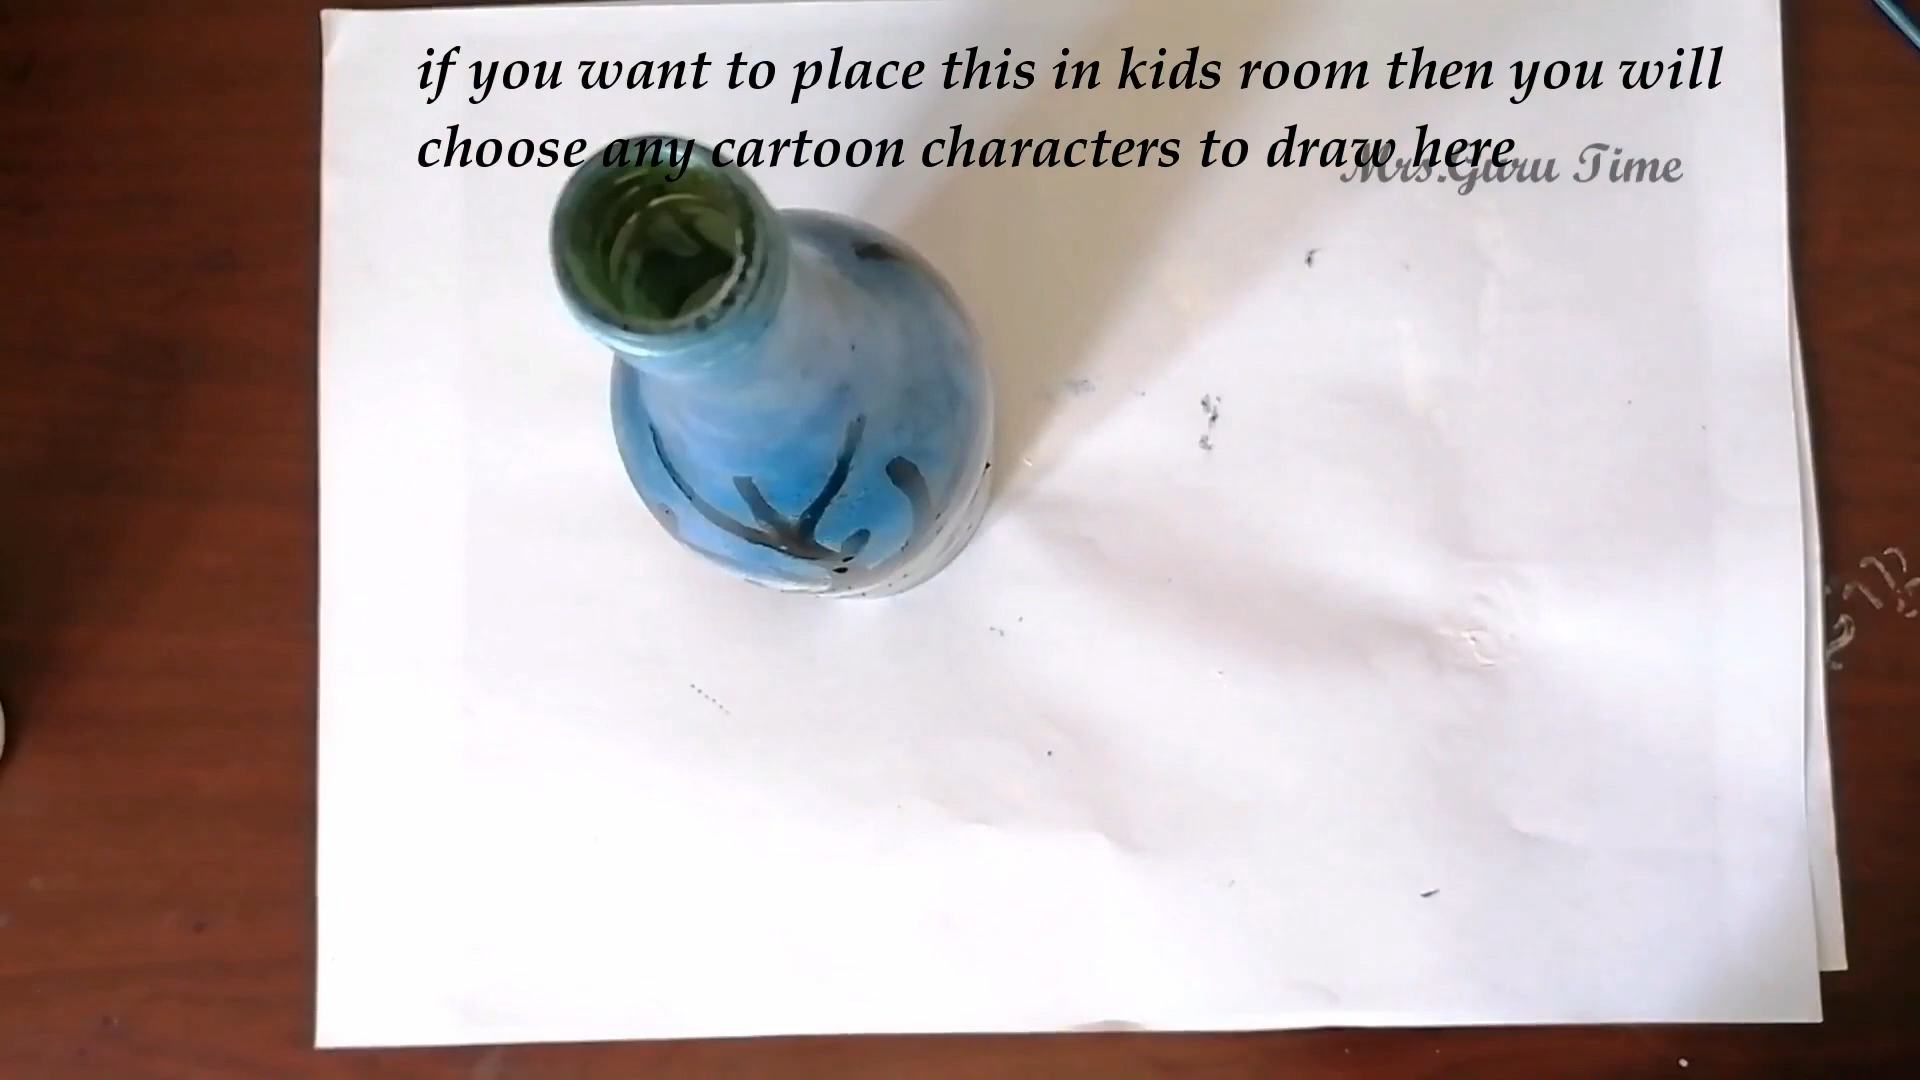 if you want to place this in kids room then you will
choose any cartoon characters to draw here
Mrs.Guru Time